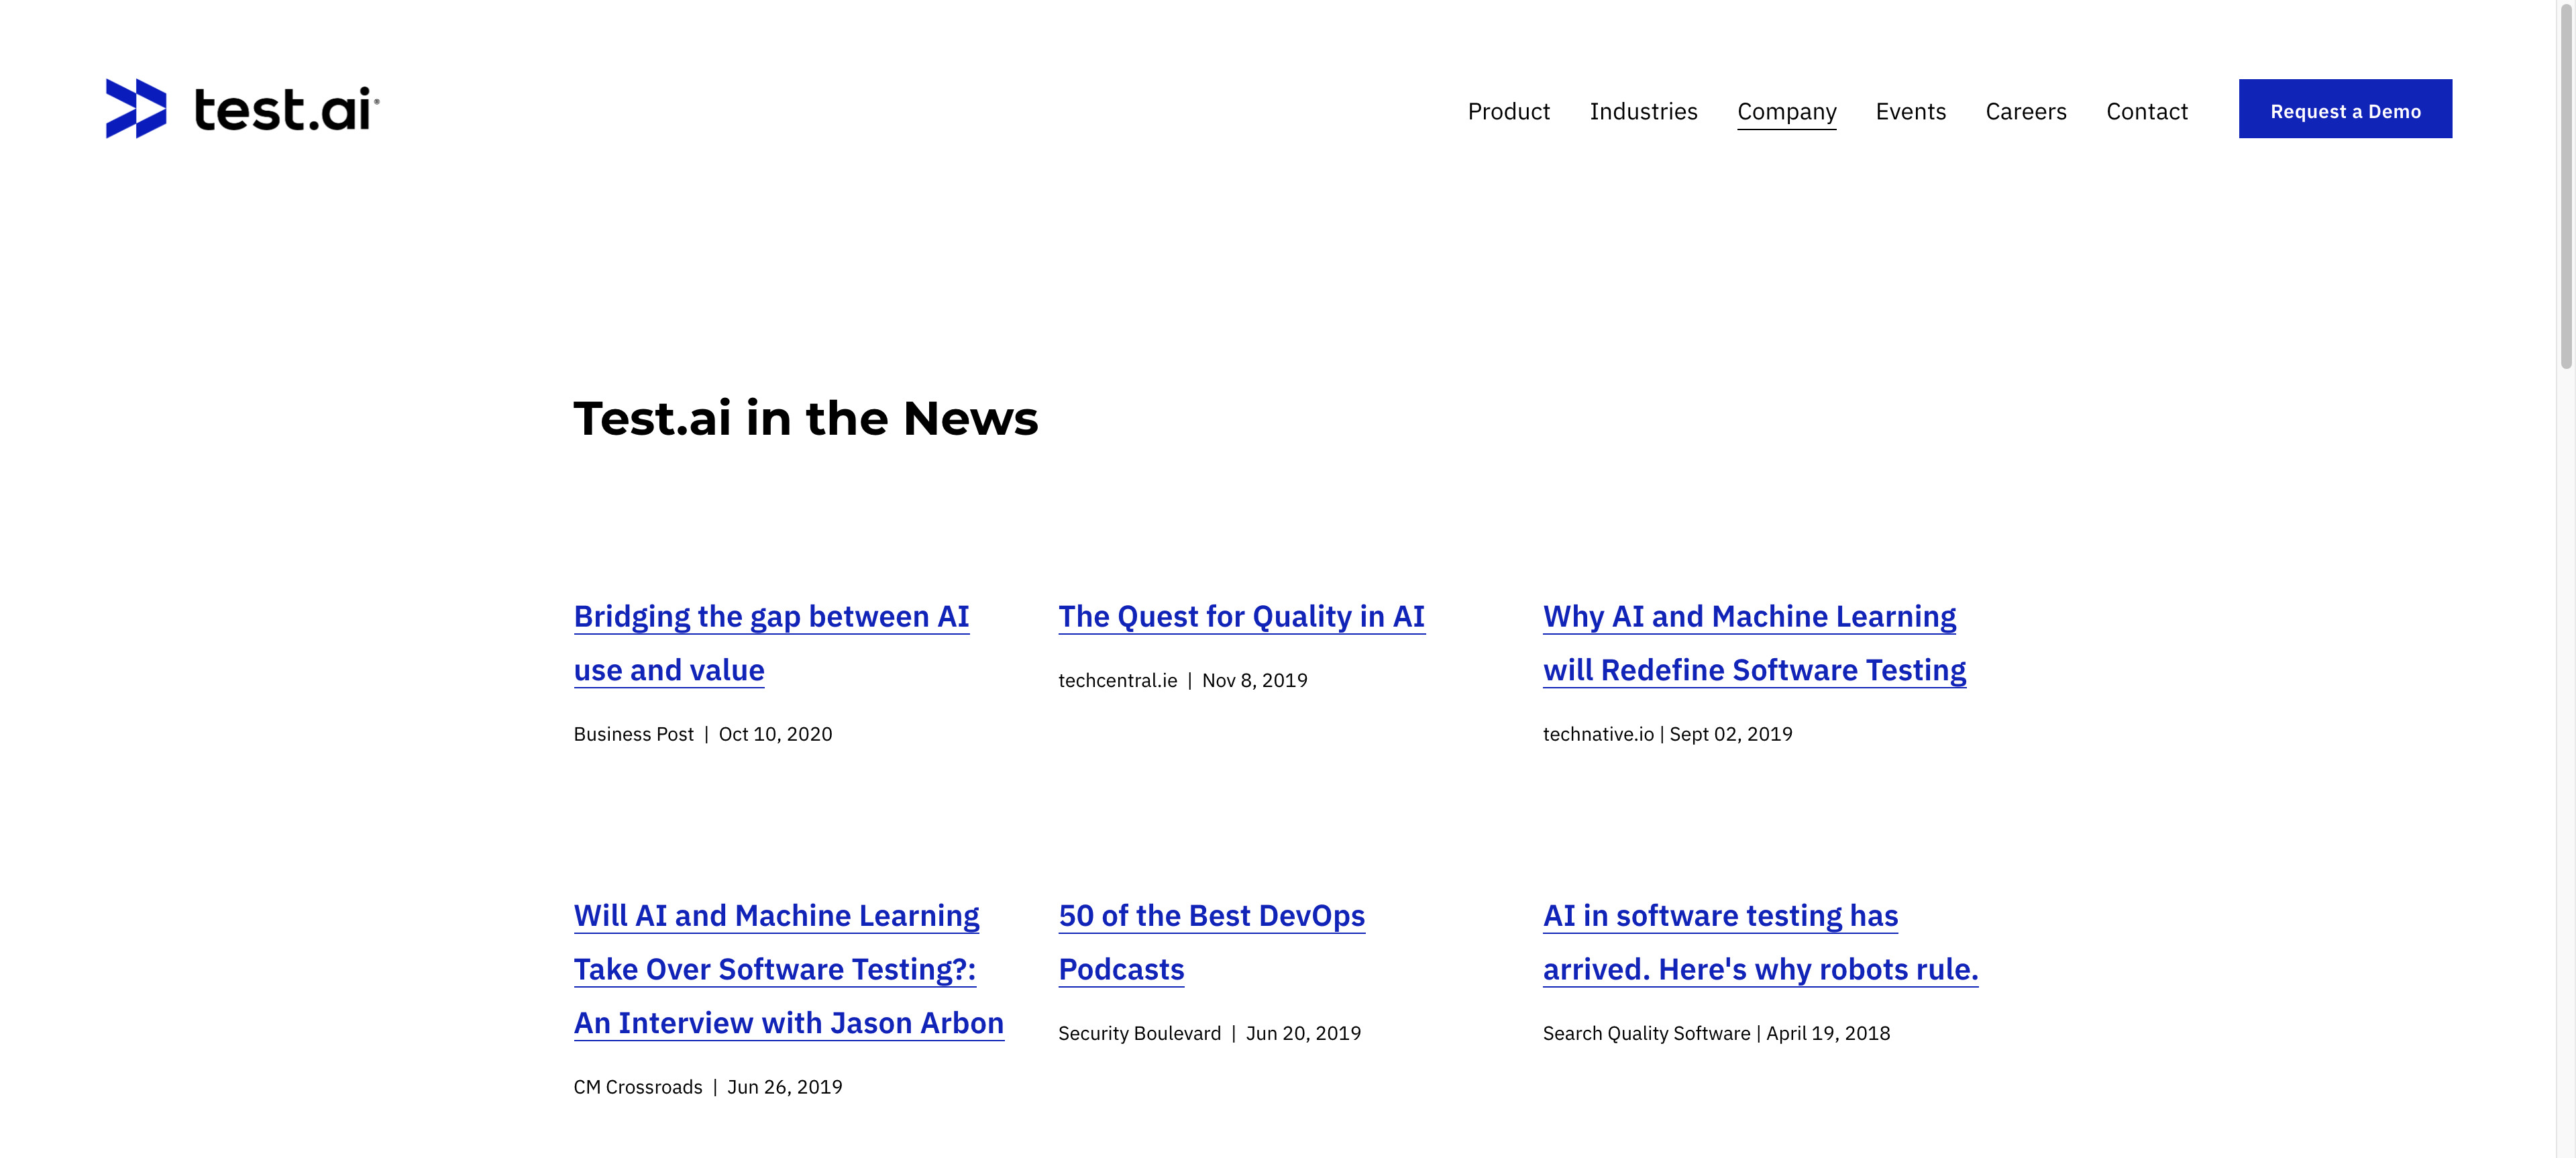 test.ai®
Product Industries Company Events Careers Contact Request a Demo
Test.ai in the News
Bridging the gap between AI
use and value
Business Post | Oct 10, 2020
The Quest for Quality in AI
techcentral.ie | Nov 8, 2019
Why AI and Machine Learning
will Redefine Software Testing
technative.io | Sept 02, 2019
Will AI and Machine Learning
Take Over Software Testing?:
An Interview with Jason Arbon
CM Crossroads | Jun 26, 2019
50 of the Best DevOps
Podcasts
Security Boulevard | Jun 20, 2019
AI in software testing has
arrived. Here's why robots rule.
Search Quality Software | April 19, 2018